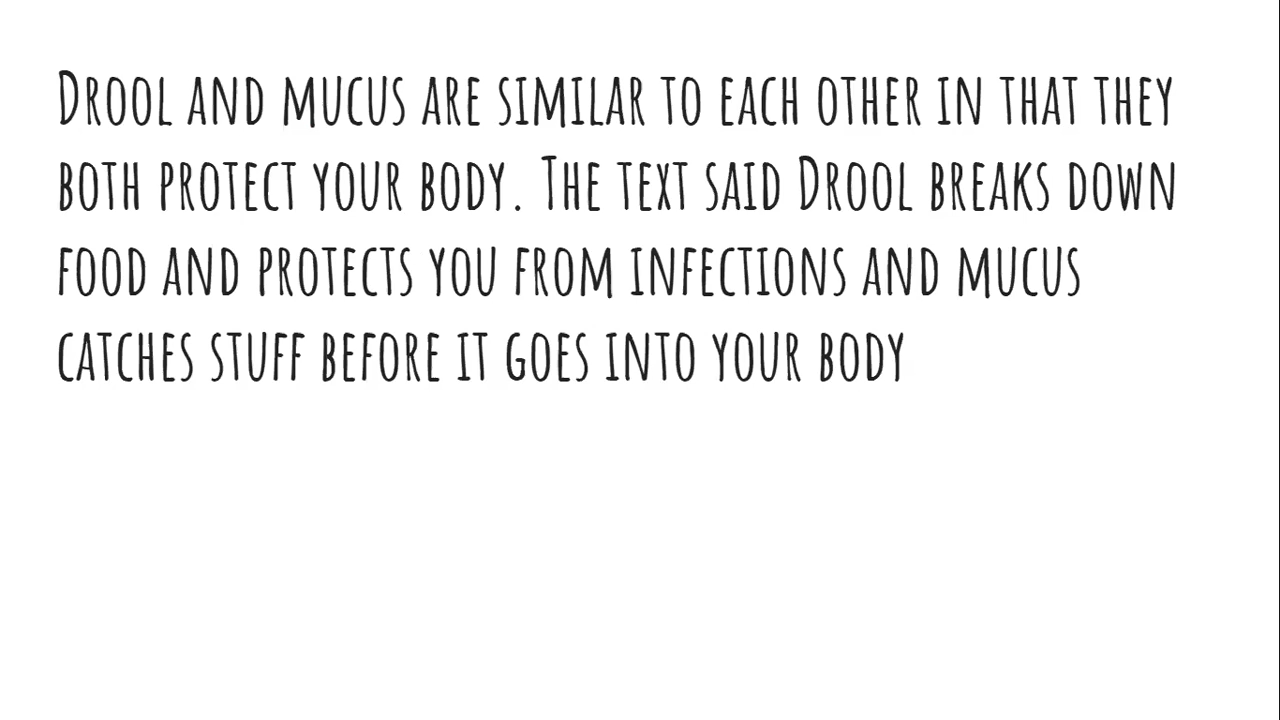 Drool and mucus are similar to each other in that they
both protect your body. The text said Drool breaks down
food and protects you from infections and mucus
catches stuff before it goes into your body